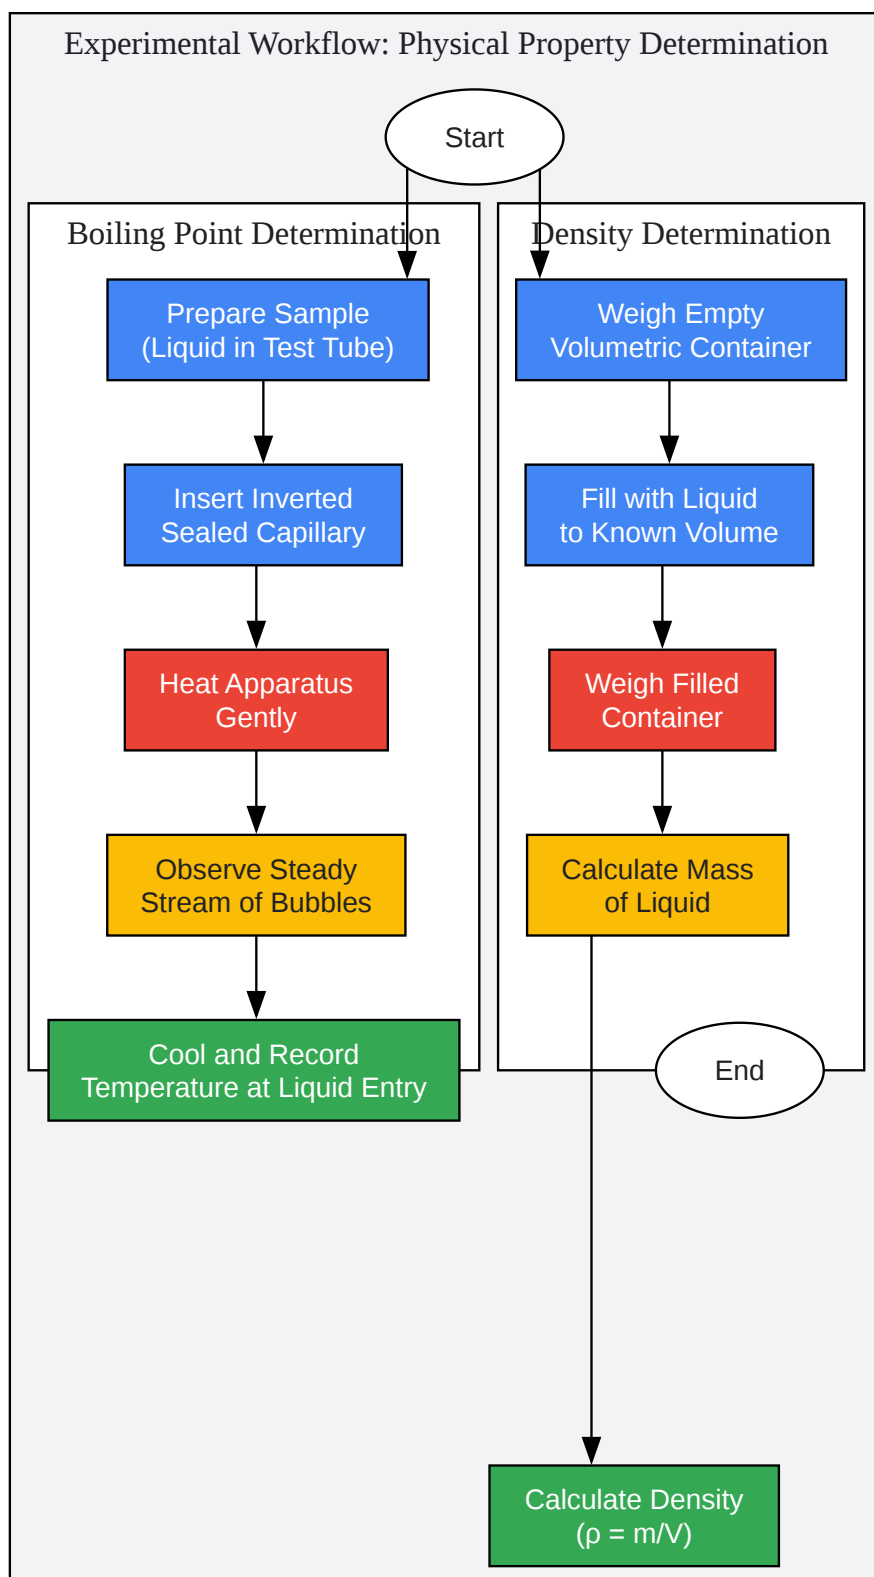 Experimental Workflow: Physical Property Determination
Start
Boiling Point Determination
Prepare Sample
(Liquid in Test Tube)
Insert Inverted
Sealed Capillary
Heat Apparatus
Gently
Observe Steady
Stream of Bubbles
Cool and Record
Temperature at Liquid Entry
Density Determination
Weigh Empty
Volumetric Container
Fill with Liquid
to Known Volume
Weigh Filled
Container
Calculate Mass
of Liquid
End
Calculate Density
(ρ = m/V)